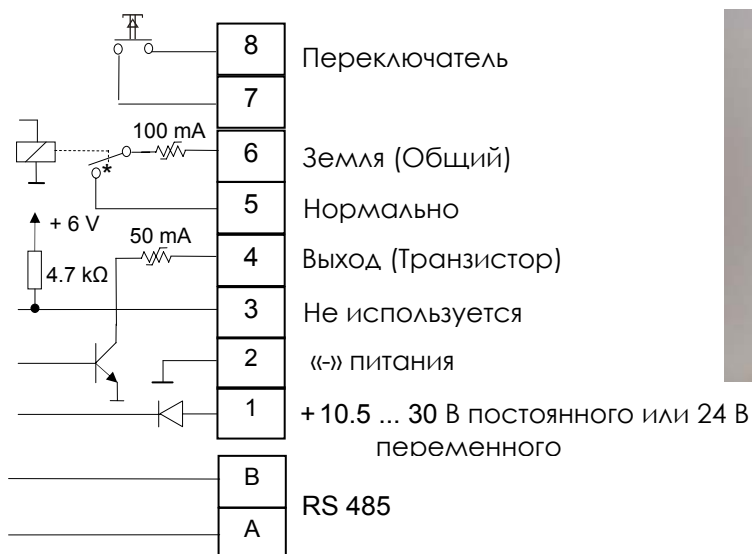 8 Переключатель
7
100 mA
6 Земля (Общий)
*
5 Нормально
+ 6 V
50 mA
4 Выход (Транзистор)
4.7 kΩ
3 Не используется
2 «-» питания
1 + 10.5 ... 30 В постоянного или 24 В
переменного
B
RS 485
A